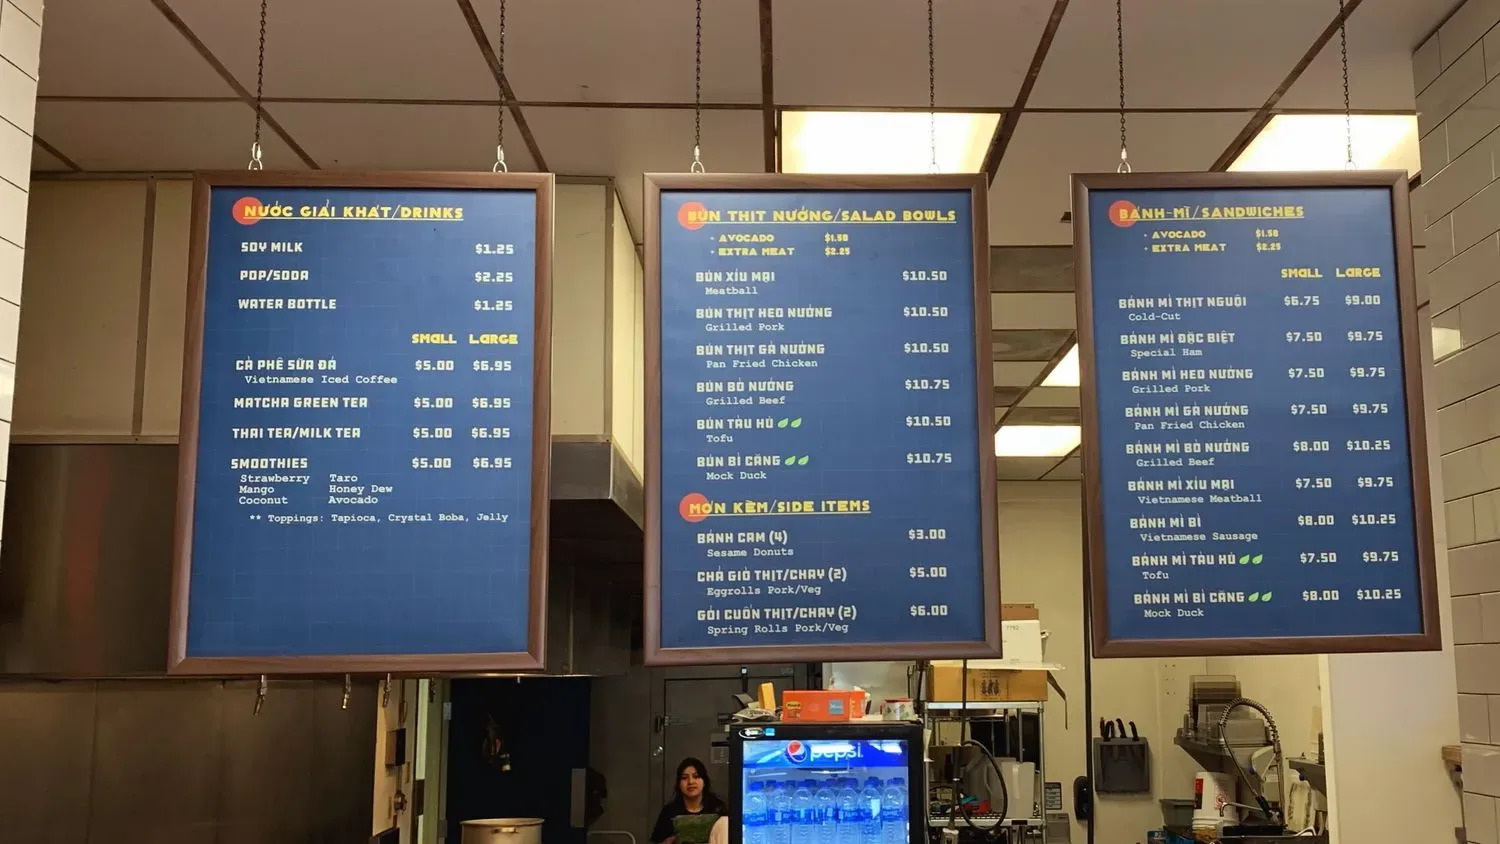 NƯỚC GIẢI KHÁT/DRINKS
SOY MILK $1.25
POP/SODA $2.25
WATER BOTTLE $1.25
SMALL LARGE
CÀ PHÊ SỮA ĐÁ $5.00 $6.95
Vietnamese Iced Coffee
MATCHA GREEN TEA $5.00 $6.95
THAI TEA/MILK TEA $5.00 $6.95
SMOOTHIES $5.00 $6.95
Strawberry Taro
Mango Honey Dew
Coconut Avocado
** Toppings: Tapioca, Crystal Boba, Jelly
BÚN THỊT NƯỚNG/SALAD BOWLS
• AVOCADO $1.50
• EXTRA MEAT $2.25
BÚN XÍU MẠI $10.50
Meatball
BÚN THỊT HEO NƯỚNG $10.50
Grilled Pork
BÚN THỊT GÀ NƯỚNG $10.50
Pan Fried Chicken
BÚN BÒ NƯỚNG $10.75
Grilled Beef
BÚN TÀU HỦ $10.50
Tofu
BÚN BÌ CĂNG $10.75
Mock Duck
MÓN KÈM/SIDE ITEMS
BÁNH CAM (4) $3.00
Sesame Donuts
CHẢ GIÒ THỊT/CHAY (2) $5.00
Eggrolls Pork/Veg
GỎI CUỐN THỊT/CHAY (2) $6.00
Spring Rolls Pork/Veg
BÁNH-MÌ/SANDWICHES
• AVOCADO $1.50
• EXTRA MEAT $2.25
SMALL LARGE
BÁNH MÌ THỊT NGUỘI $6.75 $9.00
Cold-Cut
BÁNH MÌ ĐẶC BIỆT $7.50 $9.75
Special Ham
BÁNH MÌ HEO NƯỚNG $7.50 $9.75
Grilled Pork
BÁNH MÌ GÀ NƯỚNG $7.50 $9.75
Pan Fried Chicken
BÁNH MÌ BÒ NƯỚNG $8.00 $10.25
Grilled Beef
BÁNH MÌ XÍU MẠI $7.50 $9.75
Vietnamese Meatball
BÁNH MÌ BÌ $8.00 $10.25
Vietnamese Sausage
BÁNH MÌ TÀU HỦ $7.50 $9.75
Tofu
BÁNH MÌ BÌ CĂNG $8.00 $10.25
Mock Duck
pepsi